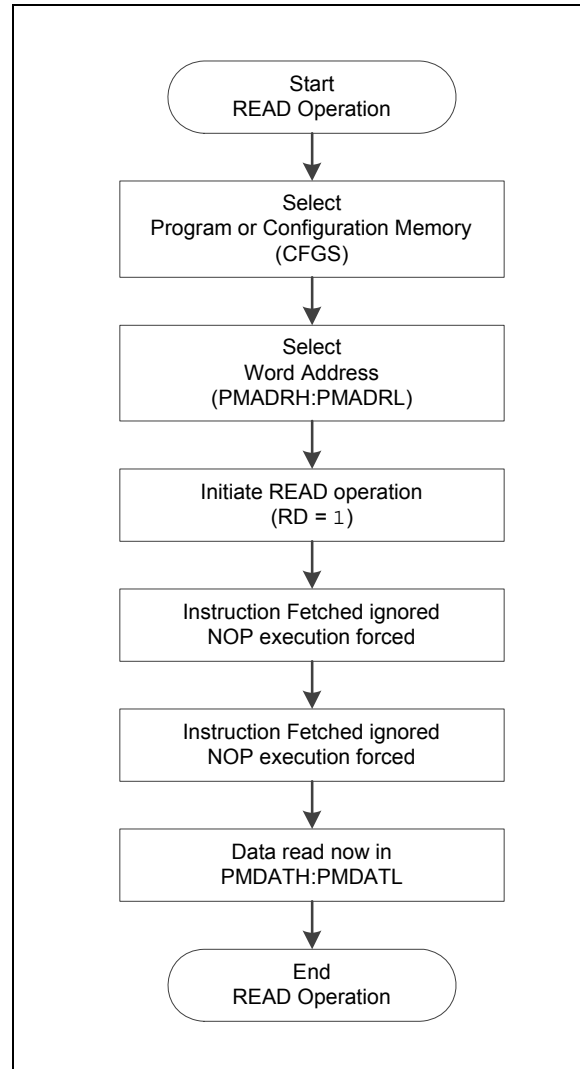 Start
READ Operation
Select
Program or Configuration Memory
(CFGS)
Select
Word Address
(PMADRH:PMADRL)
Initiate READ operation
(RD = 1)
Instruction Fetched ignored
NOP execution forced
Instruction Fetched ignored
NOP execution forced
Data read now in
PMDATH:PMDATL
End
READ Operation